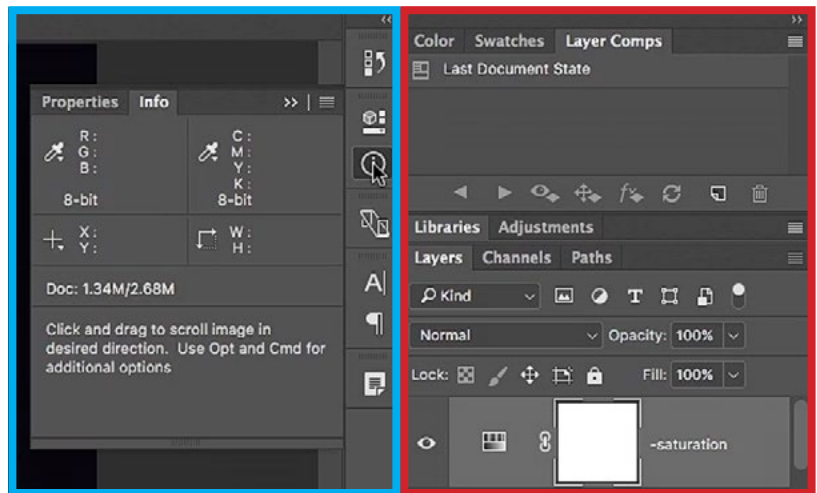 Properties Info
R:
G:
B:
8-bit
C:
M:
Y:
K:
8-bit
X:
Y:
W:
H:
Doc: 1.34M/2.68M
Click and drag to scroll image in
desired direction. Use Opt and Cmd for
additional options
A
Color Swatches Layer Comps
Last Document State
Libraries Adjustments
Layers Channels Paths
Kind
T
Normal Opacity: 100%
Lock: Fill: 100%
-saturation